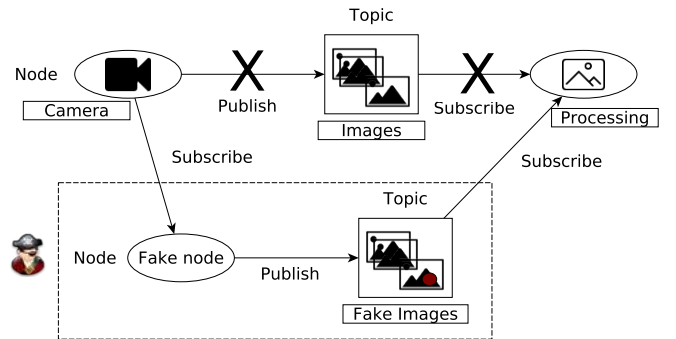 Topic
Node
X
X
Publish
Subscribe
Camera
Images
Processing
Subscribe
Subscribe
Topic
Node
Fake node
Publish
Fake Images